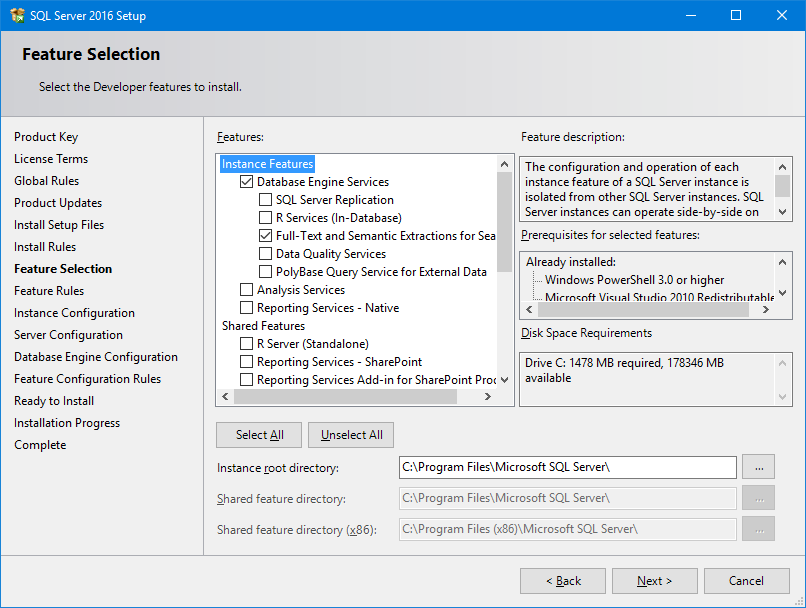 SQL Server 2016 Setup
Feature Selection
Select the Developer features to install.
Product Key
License Terms
Global Rules
Product Updates
Install Setup Files
Install Rules
Feature Selection
Feature Rules
Instance Configuration
Server Configuration
Database Engine Configuration
Feature Configuration Rules
Ready to Install
Installation Progress
Complete
Features:
Instance Features
Database Engine Services
SQL Server Replication
R Services (In-Database)
Full-Text and Semantic Extractions for Sea
Data Quality Services
PolyBase Query Service for External Data
Analysis Services
Reporting Services - Native
Shared Features
R Server (Standalone)
Reporting Services - SharePoint
Reporting Services Add-in for SharePoint Proc
Feature description:
The configuration and operation of each
instance feature of a SQL Server instance is
isolated from other SQL Server instances. SQL
Server instances can operate side-by-side on
Prerequisites for selected features:
Already installed:
Windows PowerShell 3.0 or higher
Microsoft Visual Studio 2010 Redistributable
Disk Space Requirements
Drive C: 1478 MB required, 178346 MB
available
Select All
Unselect All
Instance root directory:
C:\Program Files\Microsoft SQL Server\
...
Shared feature directory:
C:\Program Files\Microsoft SQL Server\
...
Shared feature directory (x86):
C:\Program Files (x86)\Microsoft SQL Server\
...
< Back
Next >
Cancel